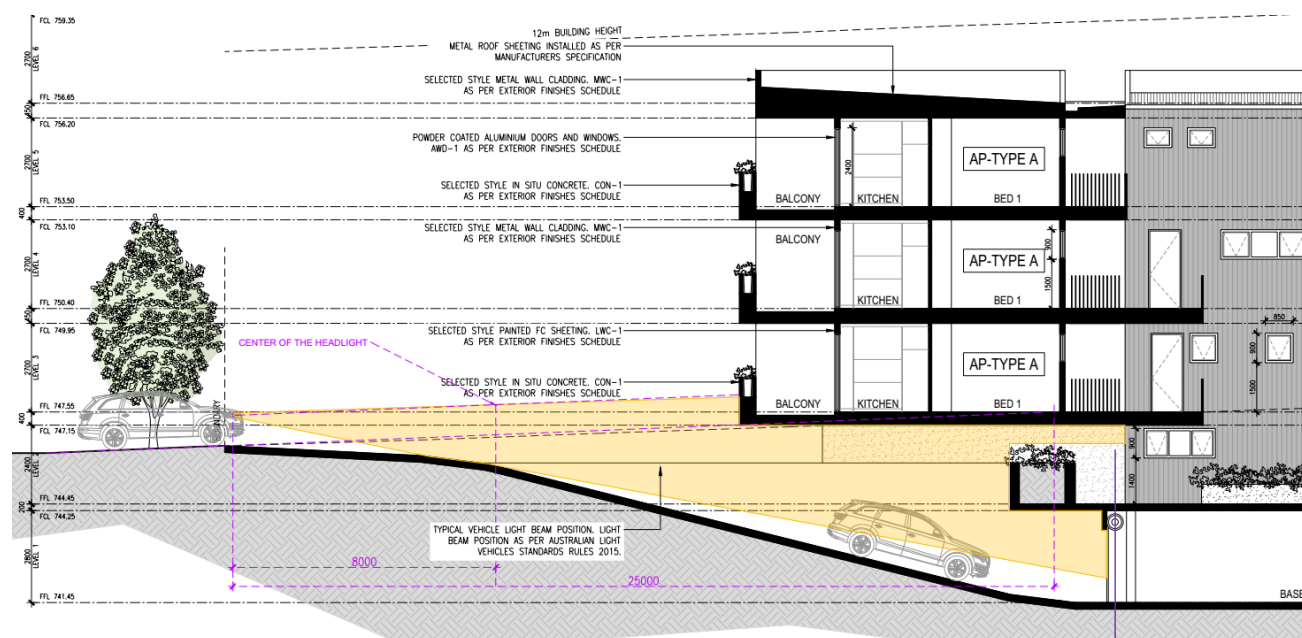 FCL 759.35
2700
LEVEL 6
12m BUILDING HEIGHT
METAL ROOF SHEETING INSTALLED AS PER
MANUFACTURERS SPECIFICATION
SELECTED STYLE METAL WALL CLADDING. MWC-1
AS PER EXTERIOR FINISHES SCHEDULE
FFL 756.65
450
FCL 756.20
POWDER COATED ALUMINIUM DOORS AND WINDOWS.
AWD-1 AS PER EXTERIOR FINISHES SCHEDULE
2700
LEVEL 5
2400
AP-TYPE A
SELECTED STYLE IN SITU CONCRETE. CON-1
AS PER EXTERIOR FINISHES SCHEDULE
BALCONY
KITCHEN
BED 1
FFL 753.50
400
FCL 753.10
SELECTED STYLE METAL WALL CLADDING. MWC-1
AS PER EXTERIOR FINISHES SCHEDULE
BALCONY
900
2700
LEVEL 4
AP-TYPE A
1500
KITCHEN
BED 1
FFL 750.40
450
FCL 749.95
SELECTED STYLE PAINTED FC SHEETING. LWC-1
AS PER EXTERIOR FINISHES SCHEDULE
850
CENTER OF THE HEADLIGHT
900
2700
LEVEL 3
AP-TYPE A
SELECTED STYLE IN SITU CONCRETE. CON-1
AS PER EXTERIOR FINISHES SCHEDULE
1500
BALCONY
KITCHEN
BED 1
FFL 747.55
400
FCL 747.15
900
2400
LEVEL 2
1400
FFL 744.45
200
FCL 744.25
TYPICAL VEHICLE LIGHT BEAM POSITION. LIGHT
BEAM POSITION AS PER AUSTRALIAN LIGHT
VEHICLES STANDARDS RULES 2015.
2800
LEVEL 1
8000
25000
FFL 741.45
BASE